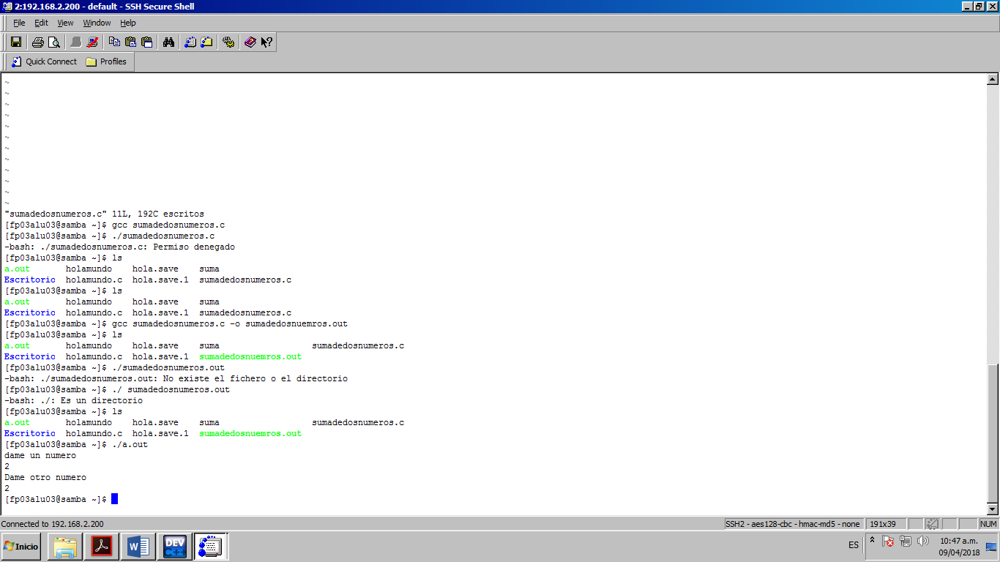 2:192.168.2.200 - default - SSH Secure Shell
File Edit View Window Help
Quick Connect Profiles
~
~
~
~
~
~
~
~
~
~
~
~
"sumadedosnumeros.c" 11L, 192C escritos
[fp03alu03@samba ~]$ gcc sumadedosnumeros.c
[fp03alu03@samba ~]$ ./sumadedosnumeros.c
-bash: ./sumadedosnumeros.c: Permiso denegado
[fp03alu03@samba ~]$ ls
a.out holamundo hola.save suma
Escritorio holamundo.c hola.save.1 sumadedosnumeros.c
[fp03alu03@samba ~]$ ls
a.out holamundo hola.save suma
Escritorio holamundo.c hola.save.1 sumadedosnumeros.c
[fp03alu03@samba ~]$ gcc sumadedosnumeros.c -o sumadedosnuemros.out
[fp03alu03@samba ~]$ ls
a.out holamundo hola.save suma sumadedosnumeros.c
Escritorio holamundo.c hola.save.1 sumadedosnuemros.out
[fp03alu03@samba ~]$ ./sumadedosnumeros.out
-bash: ./sumadedosnumeros.out: No existe el fichero o el directorio
[fp03alu03@samba ~]$ ./ sumadedosnumeros.out
-bash: ./: Es un directorio
[fp03alu03@samba ~]$ ls
a.out holamundo hola.save suma sumadedosnumeros.c
Escritorio holamundo.c hola.save.1 sumadedosnuemros.out
[fp03alu03@samba ~]$ ./a.out
dame un numero
2
Dame otro numero
2
[fp03alu03@samba ~]$
Connected to 192.168.2.200 SSH2 - aes128-cbc - hmac-md5 - none 191x39 NUM
Inicio W DEV C++ ES 10:47 a.m.
09/04/2018